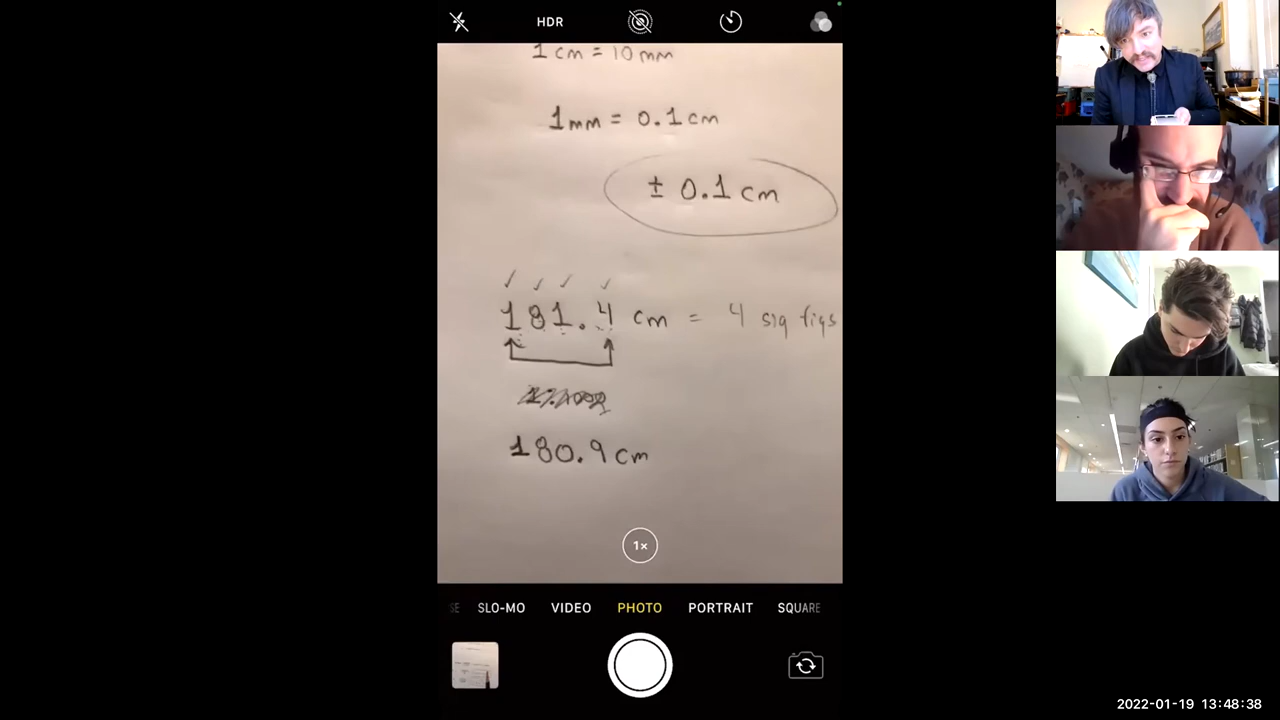 HDR
1 cm = 10 mm
1 mm = 0.1 cm
± 0.1 cm
181.4 cm = 4 sig figs
180.9 cm
1×
SLO-MO VIDEO PHOTO PORTRAIT SQUARE
2022-01-19 13:48:38